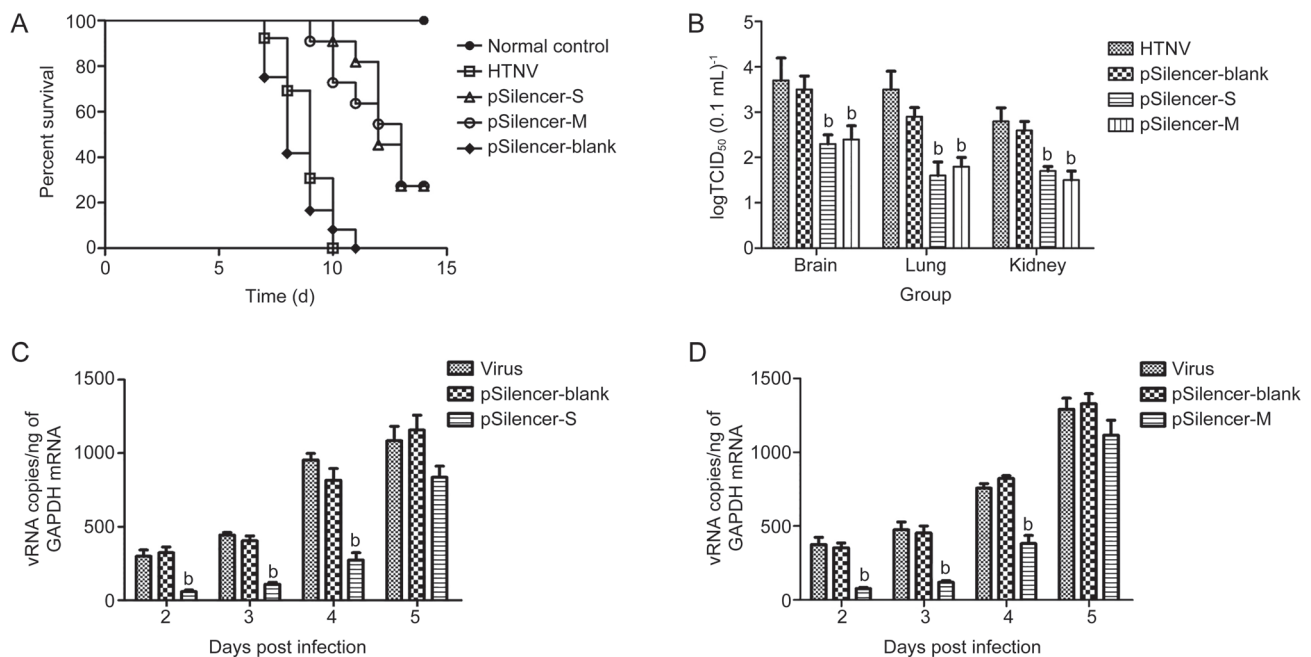 A
Percent survival
100
80
60
40
20
0
0
5
10
15
Time (d)
Normal control
HTNV
pSilencer-S
pSilencer-M
pSilencer-blank
B
logTCID50 (0.1 mL)-1
5
4
3
2
1
0
b
b
b
b
b
b
Brain
Lung
Kidney
Group
HTNV
pSilencer-blank
pSilencer-S
pSilencer-M
C
vRNA copies/ng of
GAPDH mRNA
1500
1000
500
0
b
b
b
2
3
4
5
Days post infection
Virus
pSilencer-blank
pSilencer-S
D
vRNA copies/ng of
GAPDH mRNA
1500
1000
500
0
b
b
b
2
3
4
5
Days post infection
Virus
pSilencer-blank
pSilencer-M